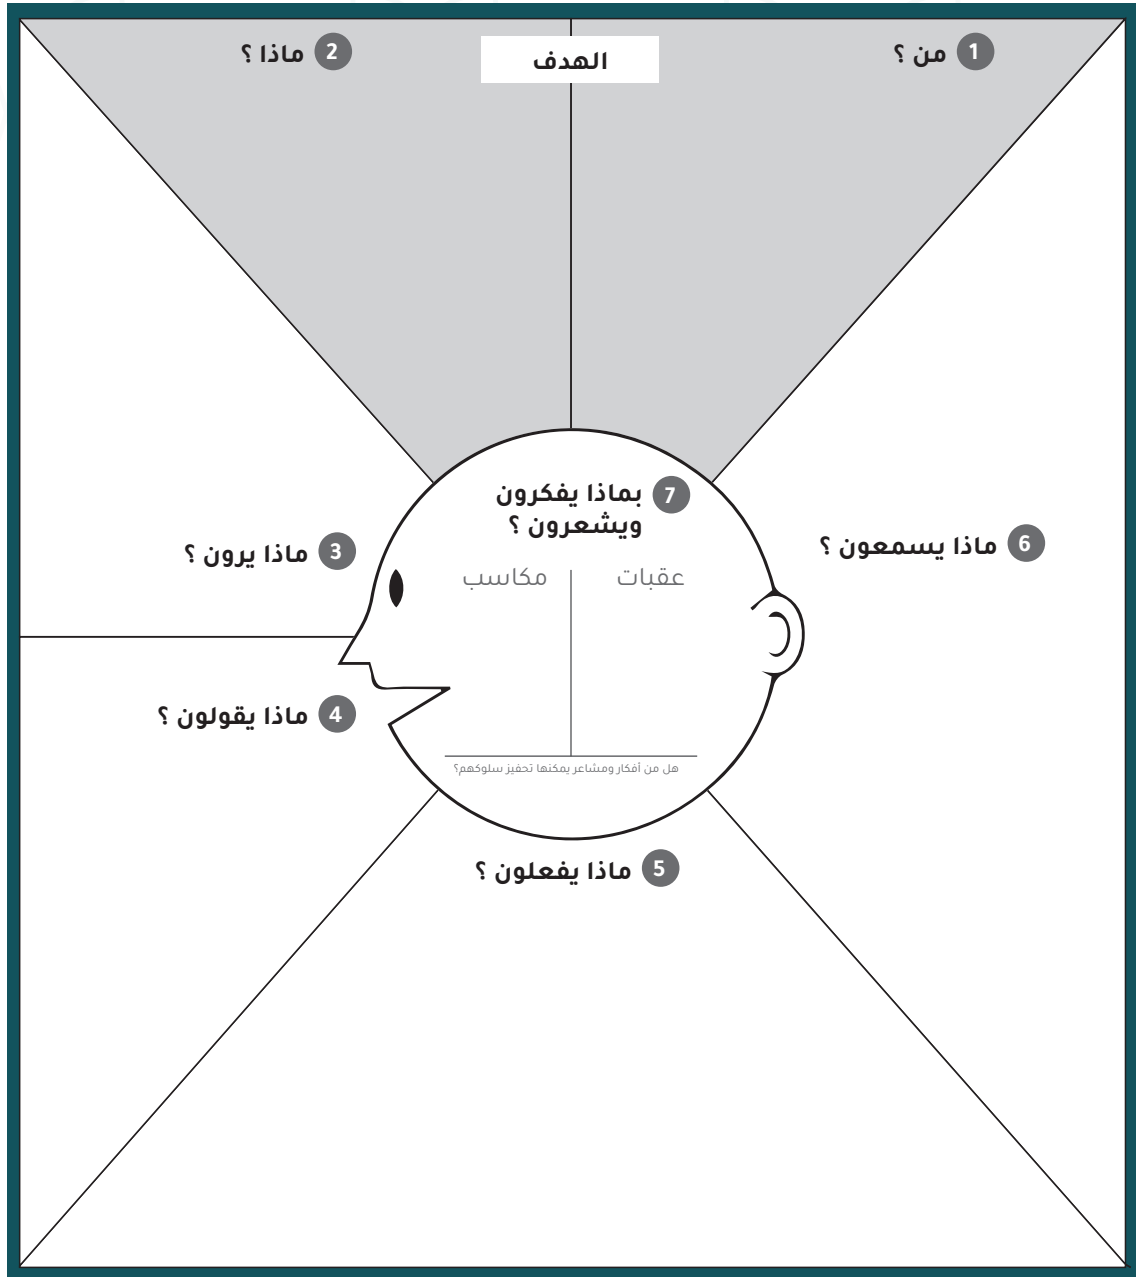 الهدف
1 من ؟
2 ماذا ؟
7 بماذا يفكرون
ويشعرون ؟
عقبات
مكاسب
هل من أفكار ومشاعر يمكنها تحفيز سلوكهم؟
3 ماذا يرون ؟
4 ماذا يقولون ؟
5 ماذا يفعلون ؟
6 ماذا يسمعون ؟